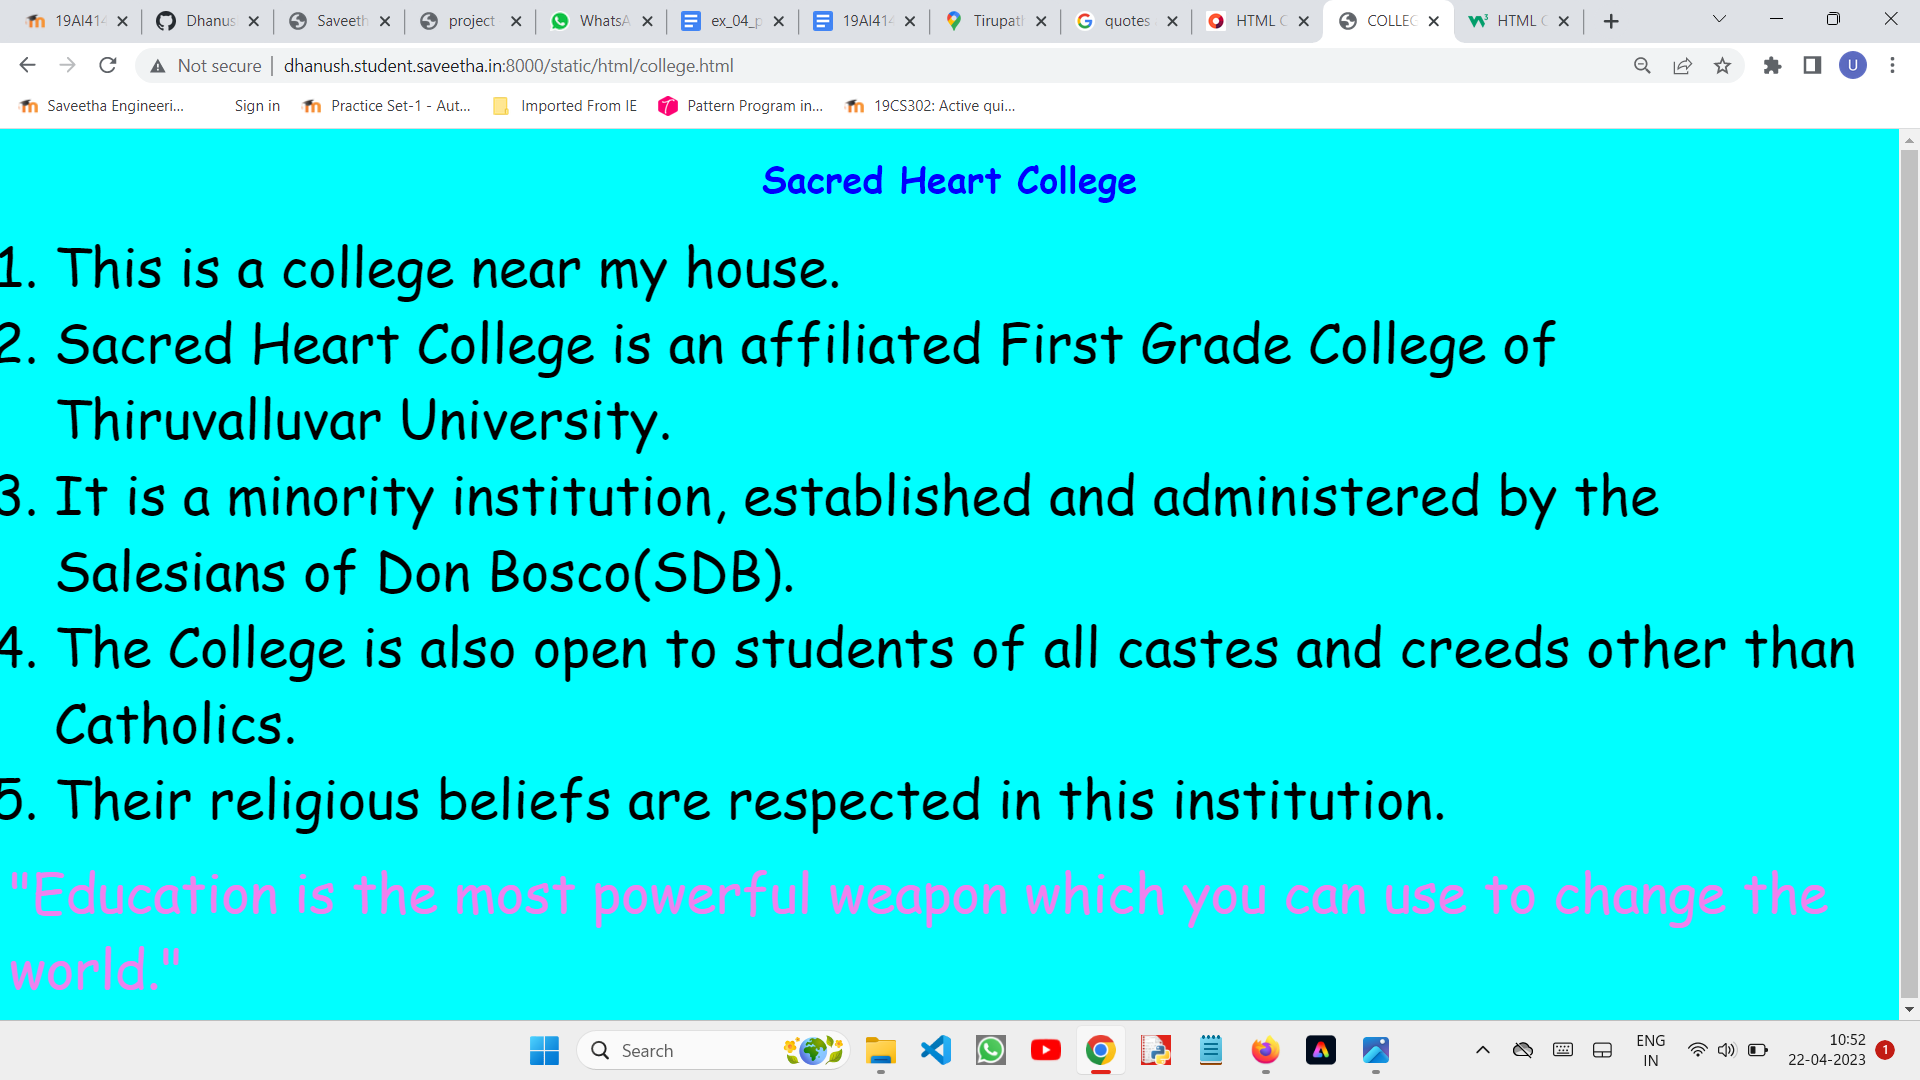 19AI414
Dhanus
Saveeth
project
WhatsA
ex_04_p
19AI414
Tirupath
quotes
HTML C
COLLEG
HTML C
Not secure
dhanush.student.saveetha.in:8000/static/html/college.html
U
Saveetha Engineeri...
Sign in
Practice Set-1 - Aut...
Imported From IE
Pattern Program in...
19CS302: Active qui...
Sacred Heart College
1. This is a college near my house.
2. Sacred Heart College is an affiliated First Grade College of
Thiruvalluvar University.
3. It is a minority institution, established and administered by the
Salesians of Don Bosco(SDB).
4. The College is also open to students of all castes and creeds other than
Catholics.
5. Their religious beliefs are respected in this institution.
"Education is the most powerful weapon which you can use to change the
world."
Search
ENG
IN
10:52
22-04-2023
1